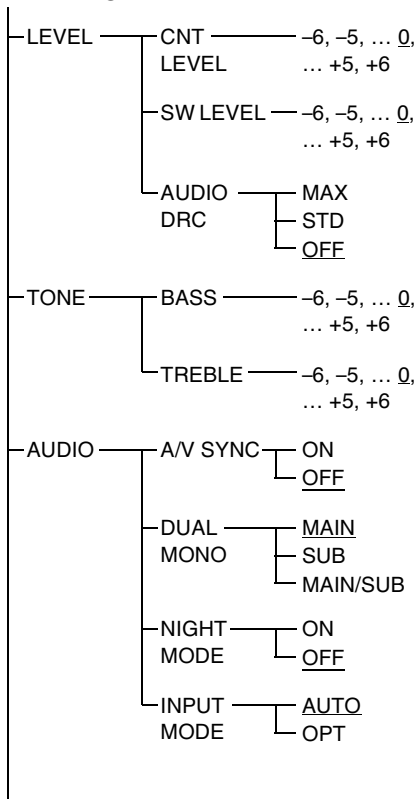 LEVEL CNT –6, –5, … 0,
LEVEL … +5, +6
SW LEVEL –6, –5, … 0,
… +5, +6
AUDIO MAX
DRC STD
OFF
TONE BASS –6, –5, … 0,
… +5, +6
TREBLE –6, –5, … 0,
… +5, +6
AUDIO A/V SYNC ON
OFF
DUAL MAIN
MONO SUB
MAIN/SUB
NIGHT ON
MODE OFF
INPUT AUTO
MODE OPT